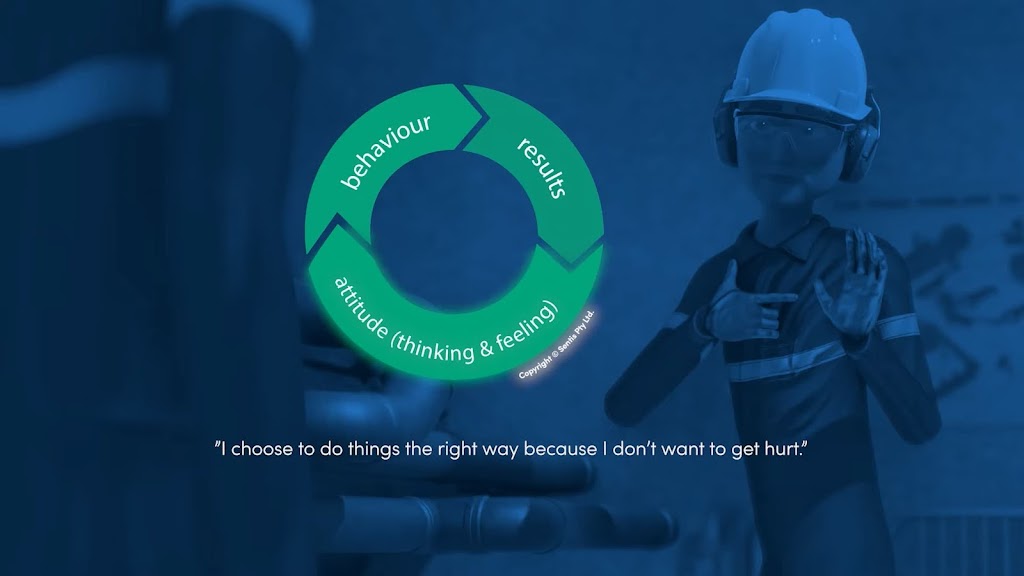 behaviour
results
attitude (thinking & feeling)
Copyright © Sentis Pty Ltd.
"I choose to do things the right way because I don't want to get hurt."